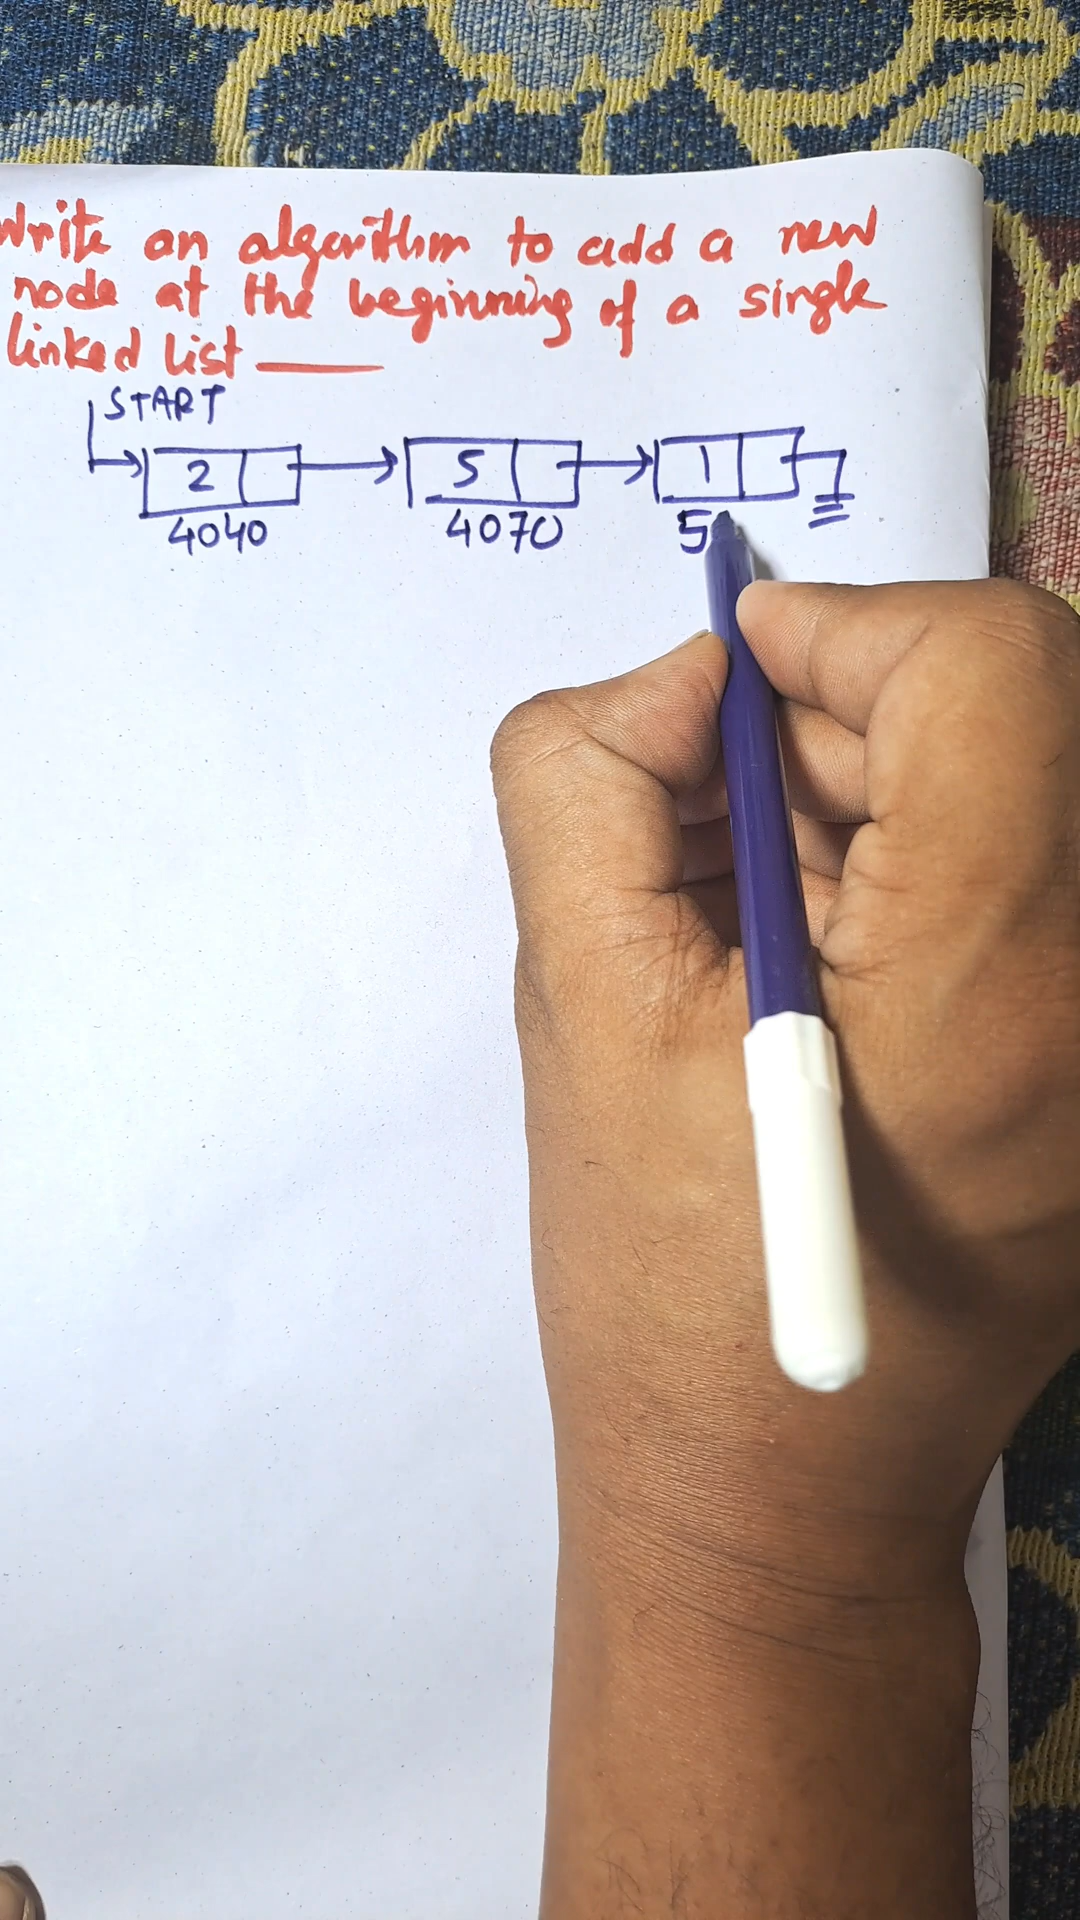 Write an algorithm to add a new
node at the beginning of a single
linked list
START
2 5 1
4040 4070 5